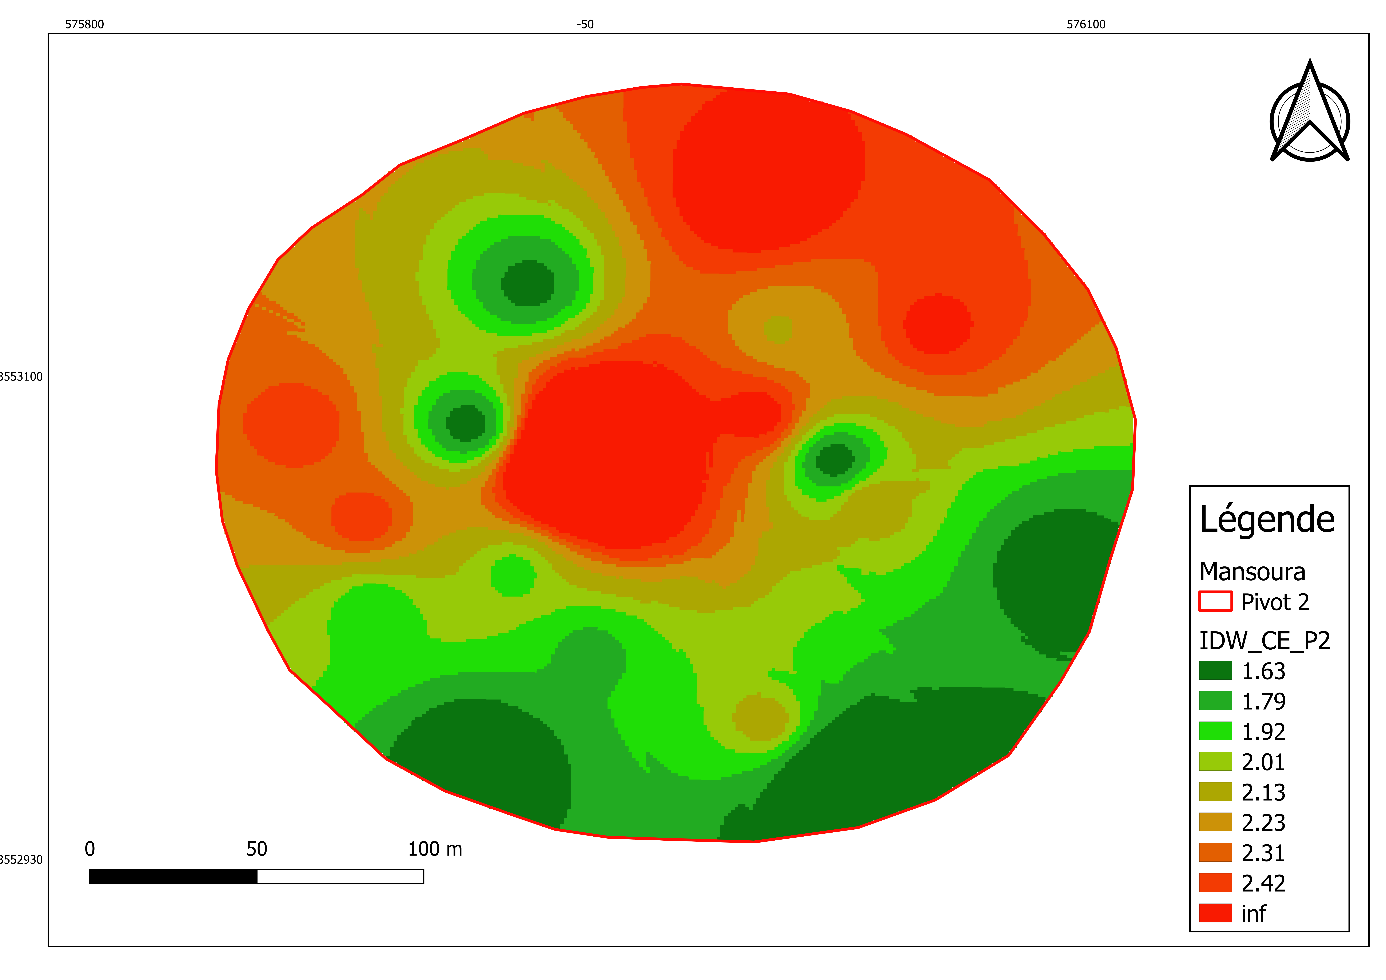 575800 -50 576100
3553100
3552930
0 50 100 m
Légende
Mansoura
Pivot 2
IDW_CE_P2
1.63
1.79
1.92
2.01
2.13
2.23
2.31
2.42
inf